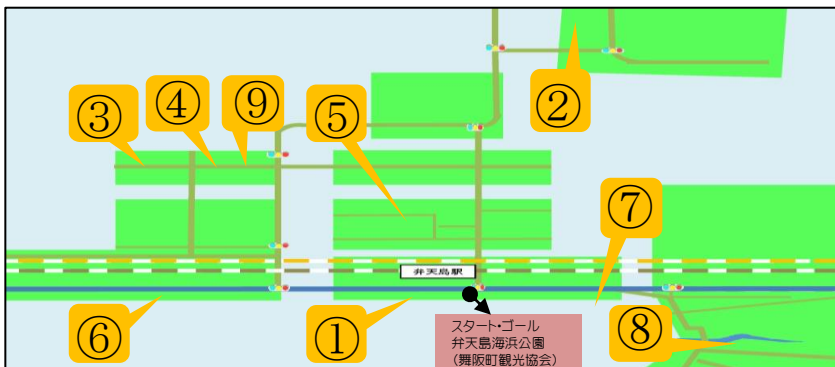 ②
③
④
⑨
⑤
⑦
弁天島駅
⑥
①
⑧
スタート・ゴール
弁天島海浜公園
（舞阪町観光協会）